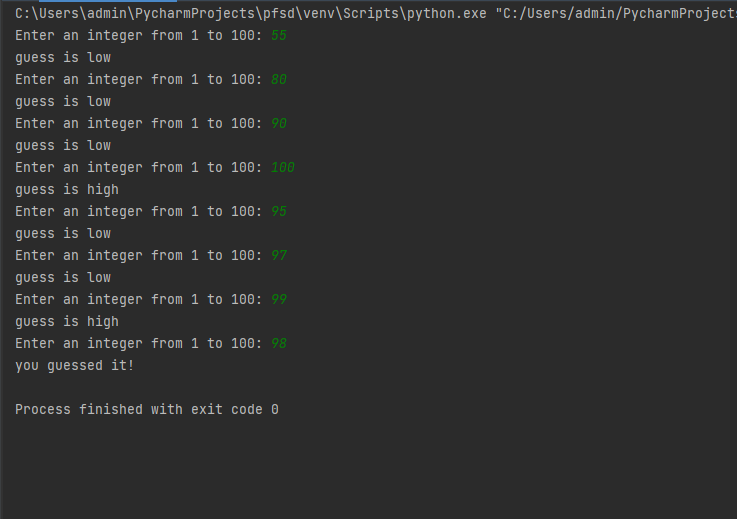 C:\Users\admin\PycharmProjects\pfsd\venv\Scripts\python.exe "C:/Users/admin/PycharmProjects
Enter an integer from 1 to 100: 55
guess is low
Enter an integer from 1 to 100: 80
guess is low
Enter an integer from 1 to 100: 90
guess is low
Enter an integer from 1 to 100: 100
guess is high
Enter an integer from 1 to 100: 95
guess is low
Enter an integer from 1 to 100: 97
guess is low
Enter an integer from 1 to 100: 99
guess is high
Enter an integer from 1 to 100: 98
you guessed it!
Process finished with exit code 0